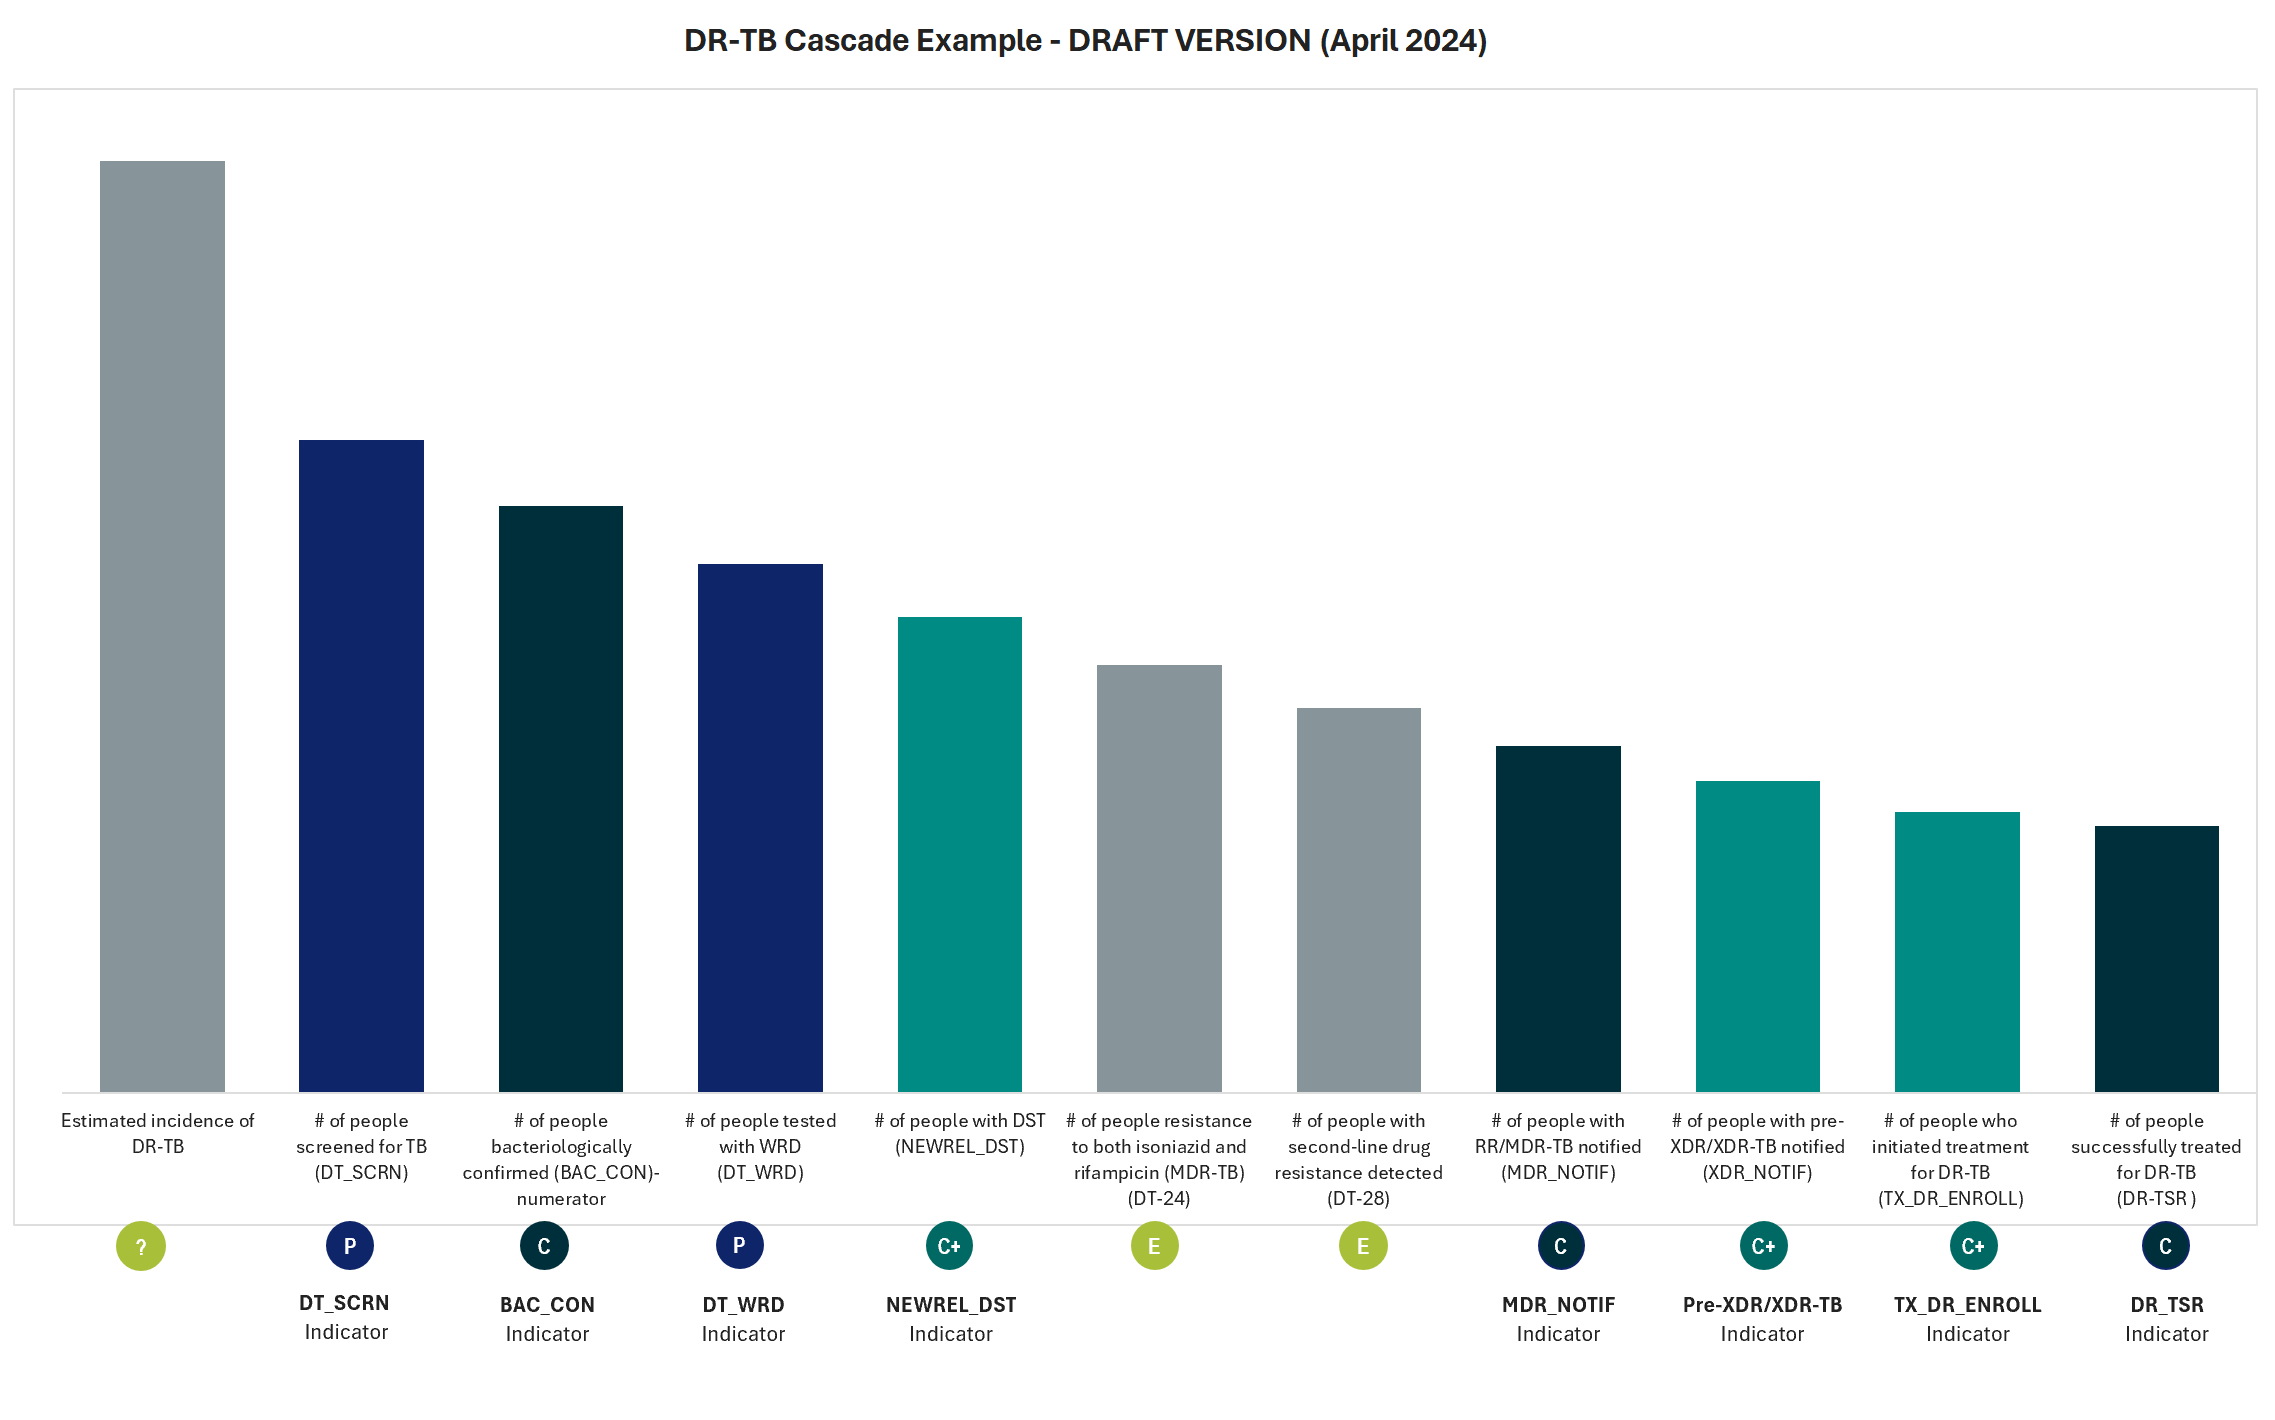 DR-TB Cascade Example - DRAFT VERSION (April 2024)
Estimated incidence of
DR-TB
# of people
screened for TB
(DT_SCRN)
# of people
bacteriologically
confirmed (BAC_CON)-
numerator
# of people tested
with WRD
(DT_WRD)
# of people with DST
(NEWREL_DST)
# of people resistance
to both isoniazid and
rifampicin (MDR-TB)
(DT-24)
# of people with
second-line drug
resistance detected
(DT-28)
# of people with
RR/MDR-TB notified
(MDR_NOTIF)
# of people with pre-
XDR/XDR-TB notified
(XDR_NOTIF)
# of people who
initiated treatment
for DR-TB
(TX_DR_ENROLL)
# of people
successfully treated
for DR-TB
(DR-TSR )
?
P
C
P
C+
E
E
C
C+
C+
C
DT_SCRN
Indicator
BAC_CON
Indicator
DT_WRD
Indicator
NEWREL_DST
Indicator
MDR_NOTIF
Indicator
Pre-XDR/XDR-TB
Indicator
TX_DR_ENROLL
Indicator
DR_TSR
Indicator